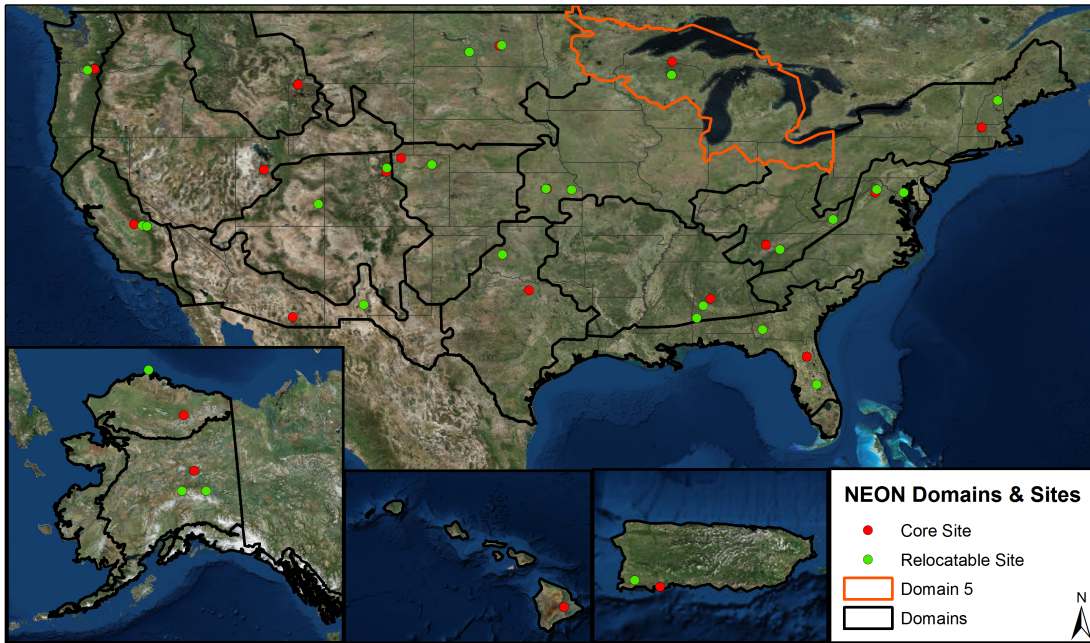 NEON Domains & Sites
Core Site
Relocatable Site
Domain 5
Domains
N